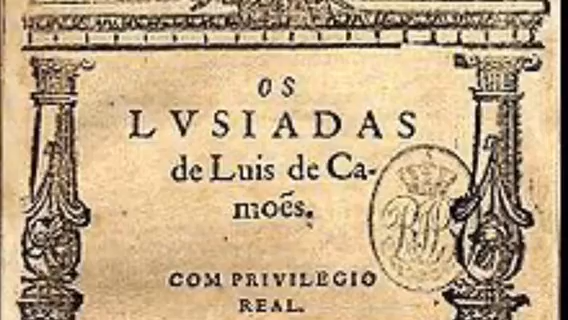 OS
LVSIADAS
de Luis de Ca-
moẽs.
COM PRIVILEGIO
REAL.